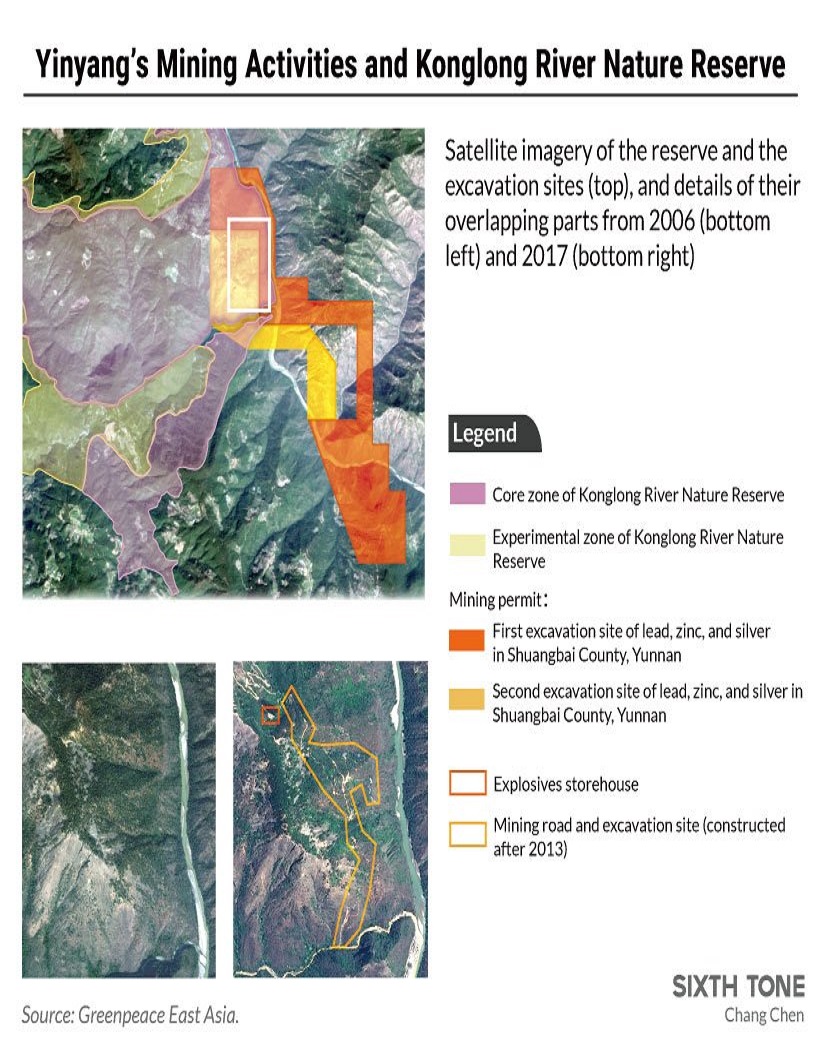 Yinyang's Mining Activities and Konglong River Nature Reserve
Satellite imagery of the reserve and the
excavation sites (top), and details of their
overlapping parts from 2006 (bottom
left) and 2017 (bottom right)
Legend
Core zone of Konglong River Nature Reserve
Experimental zone of Konglong River Nature
Reserve
Mining permit：
First excavation site of lead, zinc, and silver
in Shuangbai County, Yunnan
Second excavation site of lead, zinc, and silver in
Shuangbai County, Yunnan
Explosives storehouse
Mining road and excavation site (constructed
after 2013)
SIXTH TONE
Source: Greenpeace East Asia.
Chang Chen